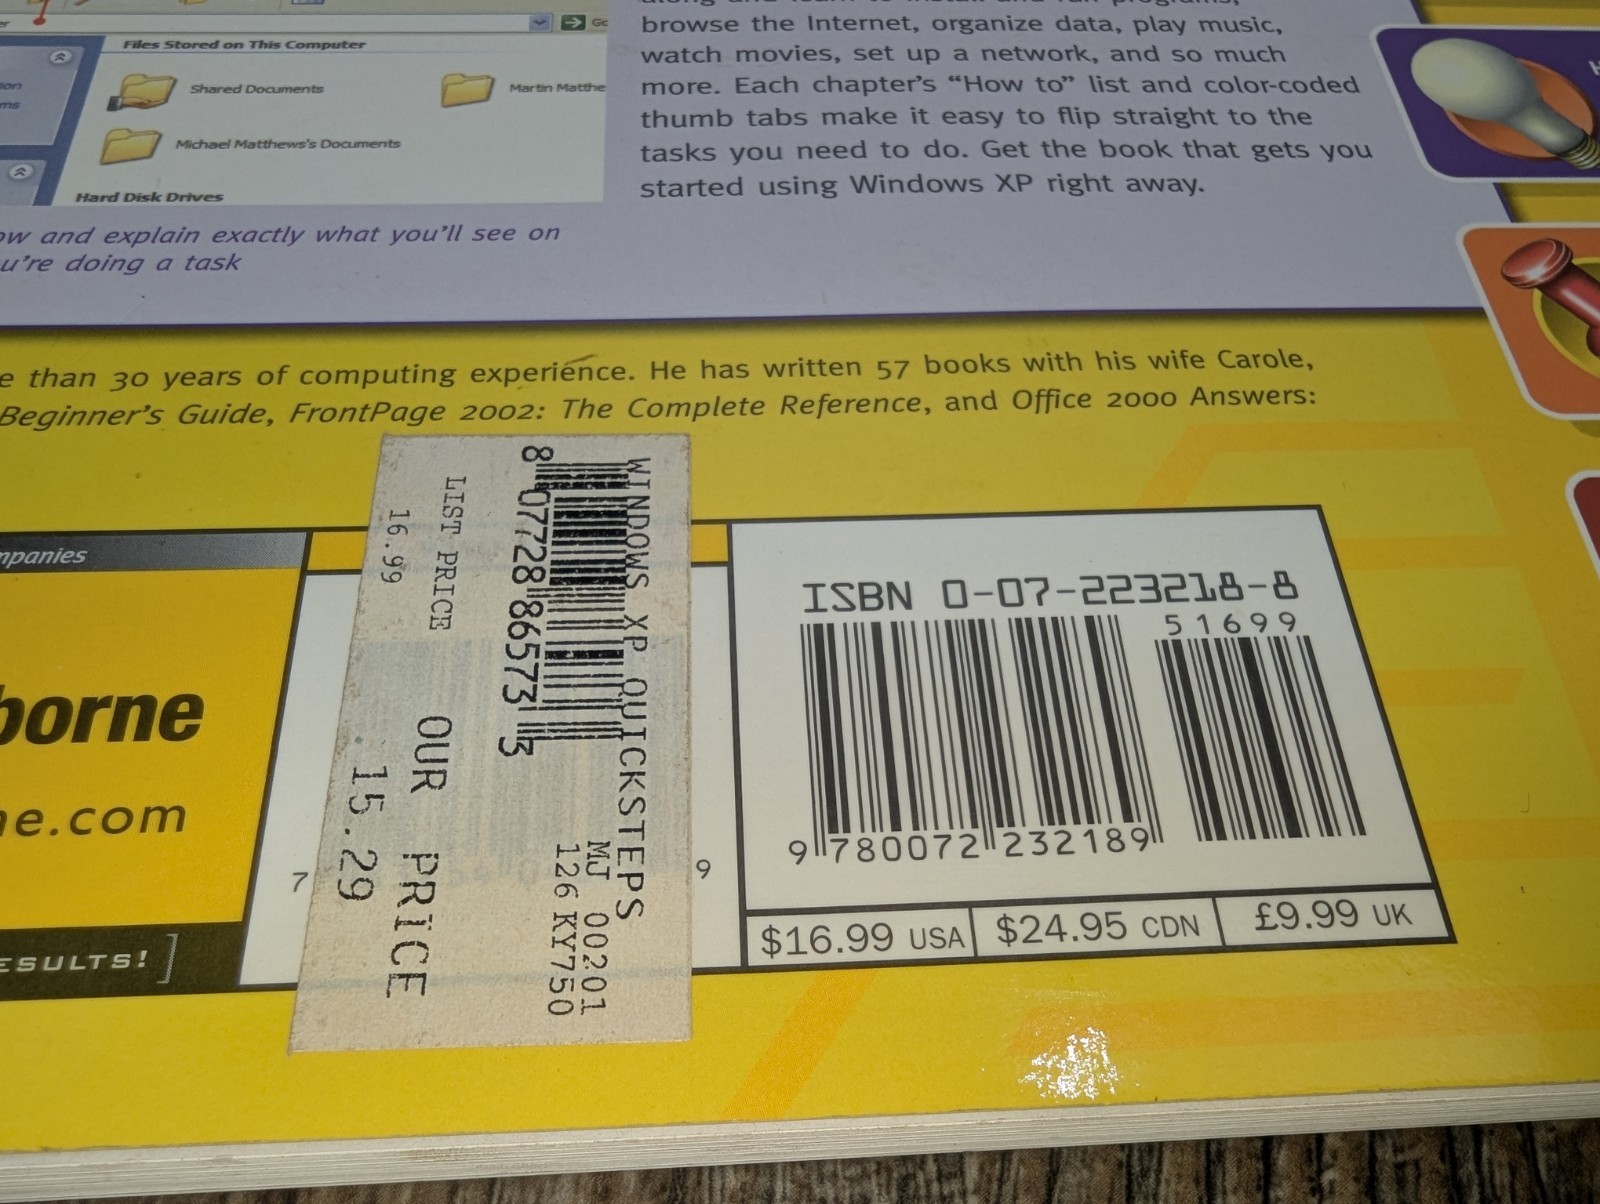 Files Stored on This Computer
Shared Documents
Martin Matthe
Michael Matthews's Documents
Hard Disk Drives
ow and explain exactly what you'll see on
u're doing a task
browse the Internet, organize data, play music,
watch movies, set up a network, and so much
more. Each chapter's “How to” list and color-coded
thumb tabs make it easy to flip straight to the
tasks you need to do. Get the book that gets you
started using Windows XP right away.
e than 30 years of computing experience. He has written 57 books with his wife Carole,
Beginner's Guide, FrontPage 2002: The Complete Reference, and Office 2000 Answers:
mpanies
borne
ne.com
ESULTS!]
7
9
WINDOWS XP QUICKSTEPS
MJ 00201
126 KY750
8 07728 86573 3
LIST PRICE
16.99
OUR PRICE
15.29
ISBN 0-07-223218-8
51699
9 780072 232189
$16.99 USA
$24.95 CDN
£9.99 UK